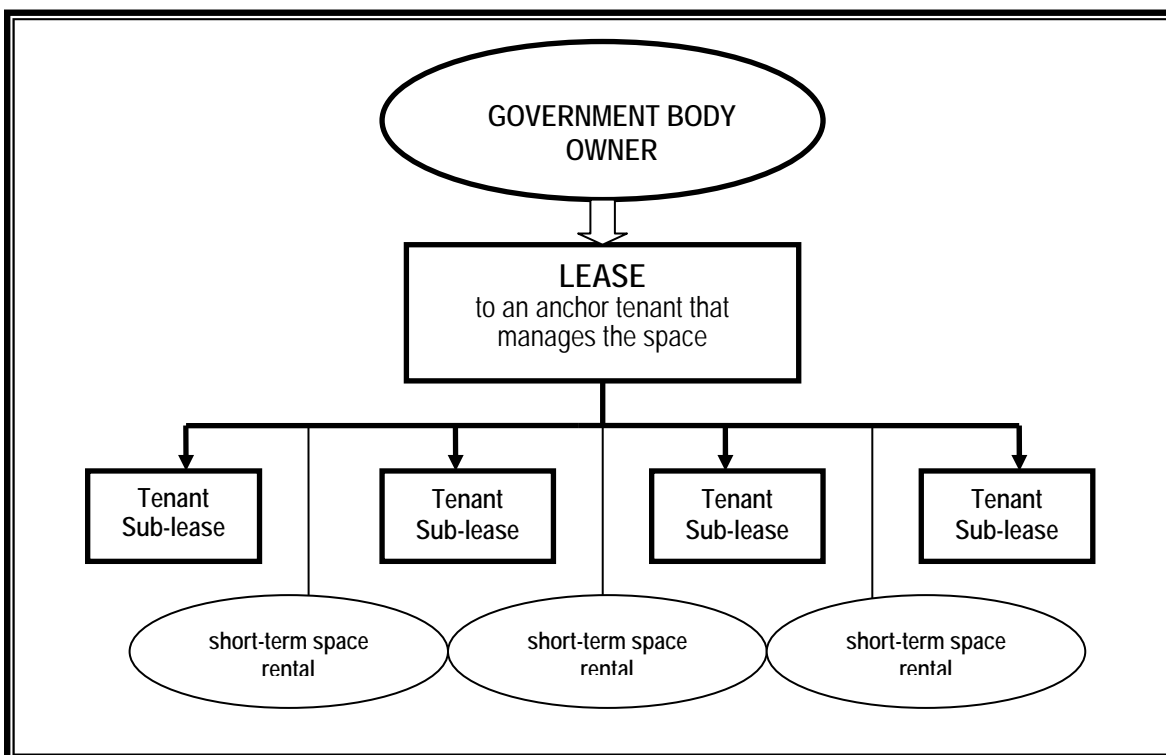 GOVERNMENT BODY
OWNER
LEASE
to an anchor tenant that
manages the space
Tenant
Sub-lease
Tenant
Sub-lease
Tenant
Sub-lease
Tenant
Sub-lease
short-term space
rental
short-term space
rental
short-term space
rental